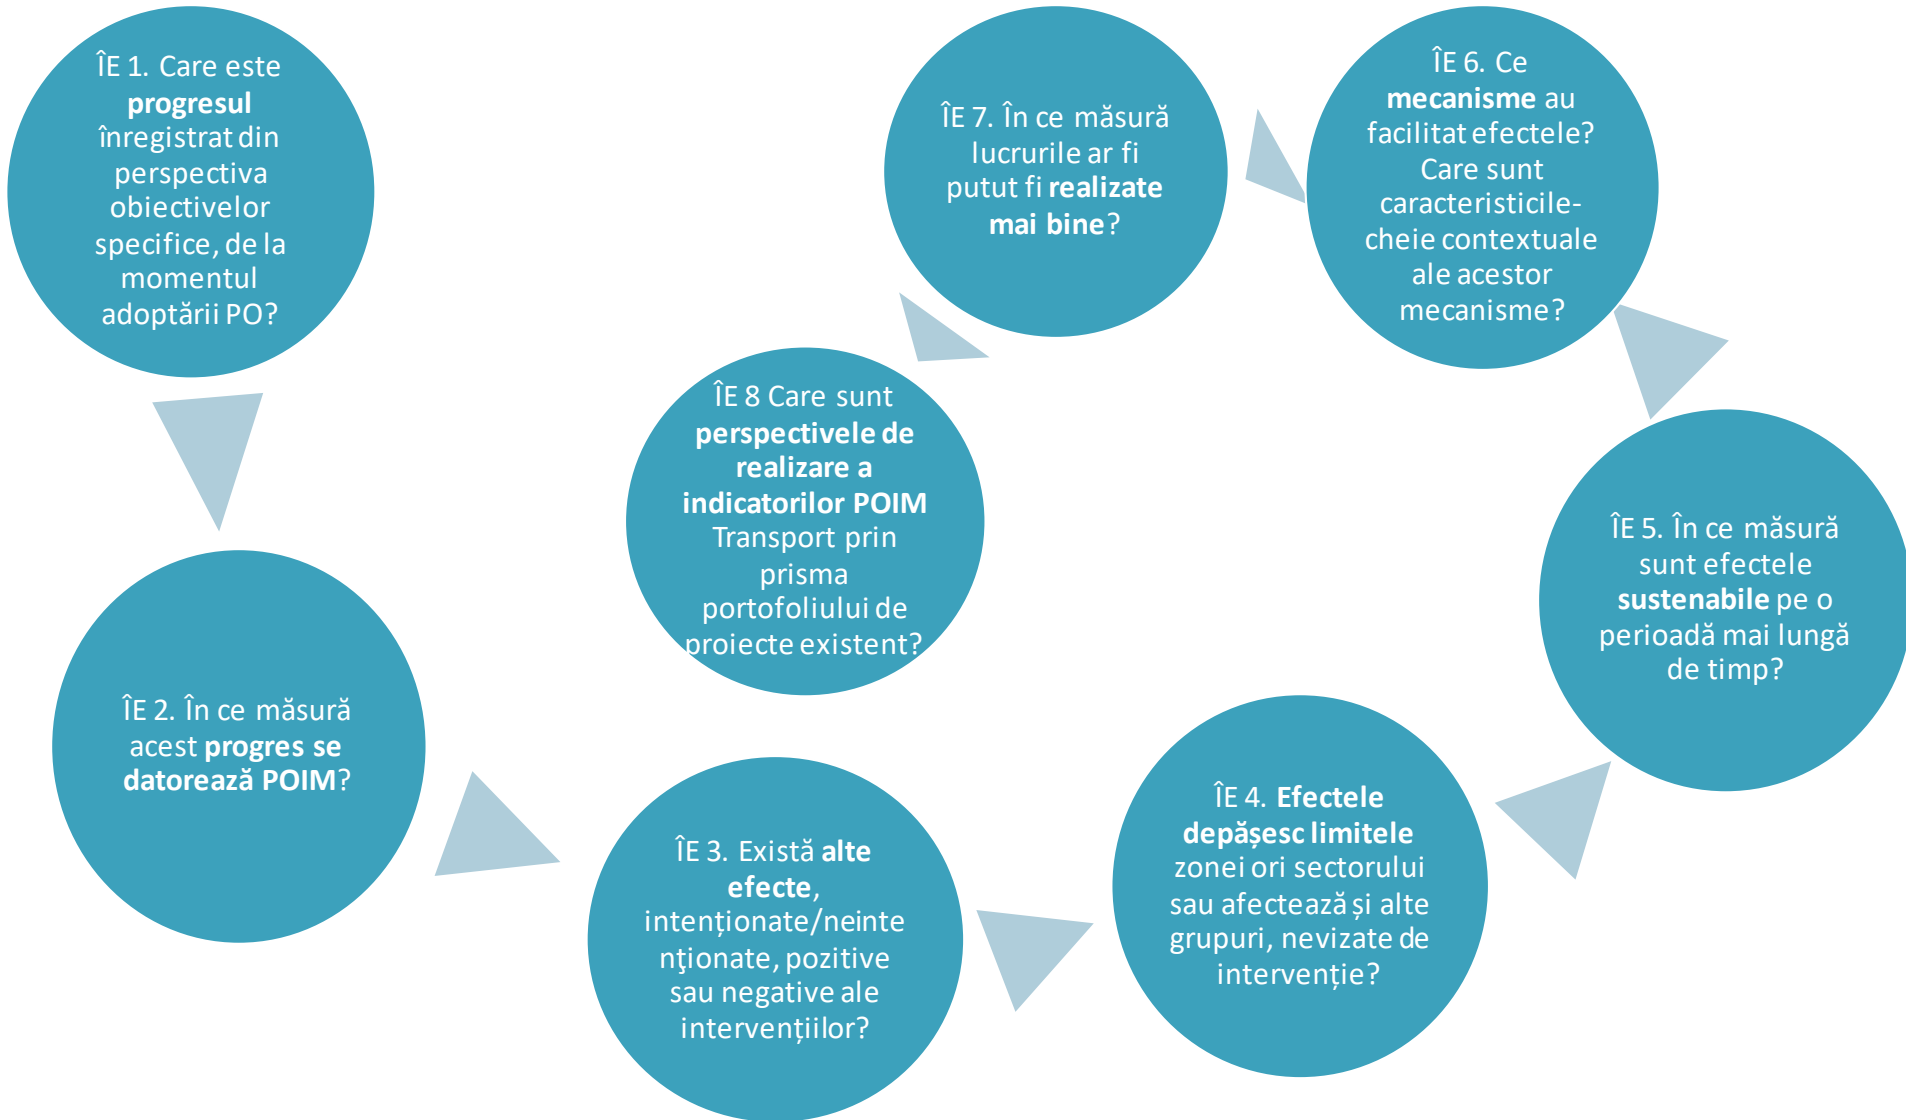 ÎE 1. Care este
progresul
înregistrat din
perspectiva
obiectivelor
specifice, de la
momentul
adoptării PO?
ÎE 2. În ce măsură
acest progres se
datorează POIM?
ÎE 3. Există alte
efecte,
intenționate/neinte
nţionate, pozitive
sau negative ale
intervențiilor?
ÎE 4. Efectele
depășesc limitele
zonei ori sectorului
sau afectează și alte
grupuri, nevizate de
intervenție?
ÎE 5. În ce măsură
sunt efectele
sustenabile pe o
perioadă mai lungă
de timp?
ÎE 6. Ce
mecanisme au
facilitat efectele?
Care sunt
caracteristicile-
cheie contextuale
ale acestor
mecanisme?
ÎE 7. În ce măsură
lucrurile ar fi
putut fi realizate
mai bine?
ÎE 8 Care sunt
perspectivele de
realizare a
indicatorilor POIM
Transport prin
prisma
portofoliului de
proiecte existent?